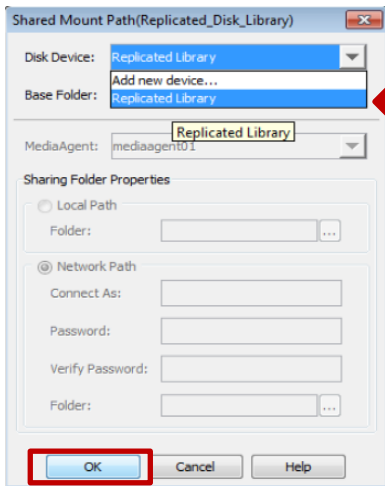 Shared Mount Path(Replicated_Disk_Library)
Disk Device: Replicated Library
Add new device...
Base Folder: Replicated Library
Replicated Library
MediaAgent: mediaagent01
Sharing Folder Properties
Local Path
Folder: ...
Network Path
Connect As:
Password:
Verify Password:
Folder: ...
OK Cancel Help